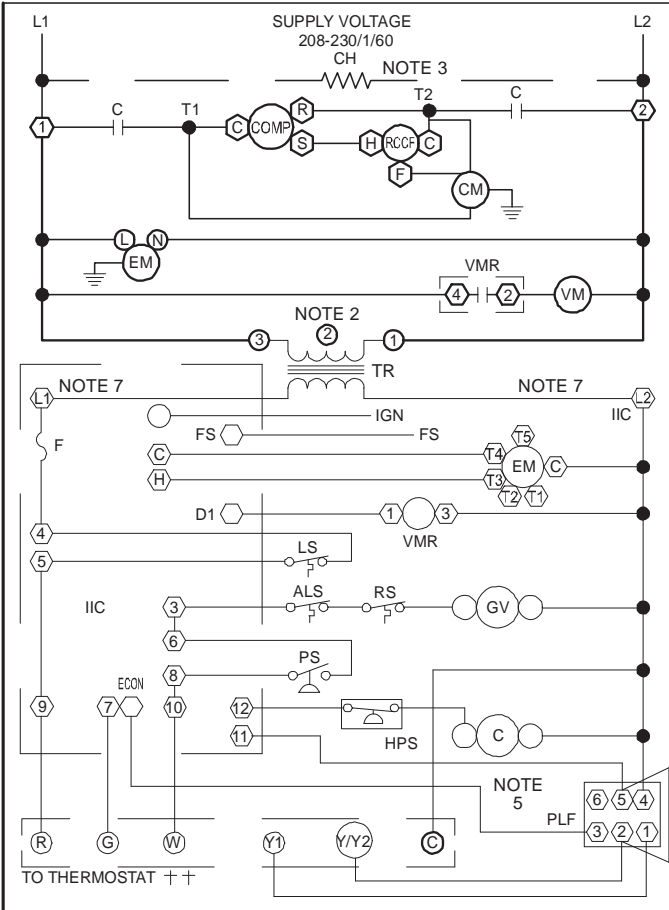 L1 SUPPLY VOLTAGE L2
208-230/1/60
CH NOTE 3
C T1 T2 C
1 C COMP R 2
S H RCCF C
F CM
L N
EM VMR
4 2 VM
NOTE 2
3 2 1
TR
NOTE 7 NOTE 7
L1 L2
IGN IIC
F FS FS T5
C T4 EM C
H T3
T2 T1
D1 1 3
4 VMR
5 LS
ALS RS
IIC 3 GV
6
8 PS
ECON
9 7 10 12 C
11 HPS
NOTE
5
6 5 4
PLF
3 2 1
R G W Y1 Y/Y2 C
TO THERMOSTAT ++